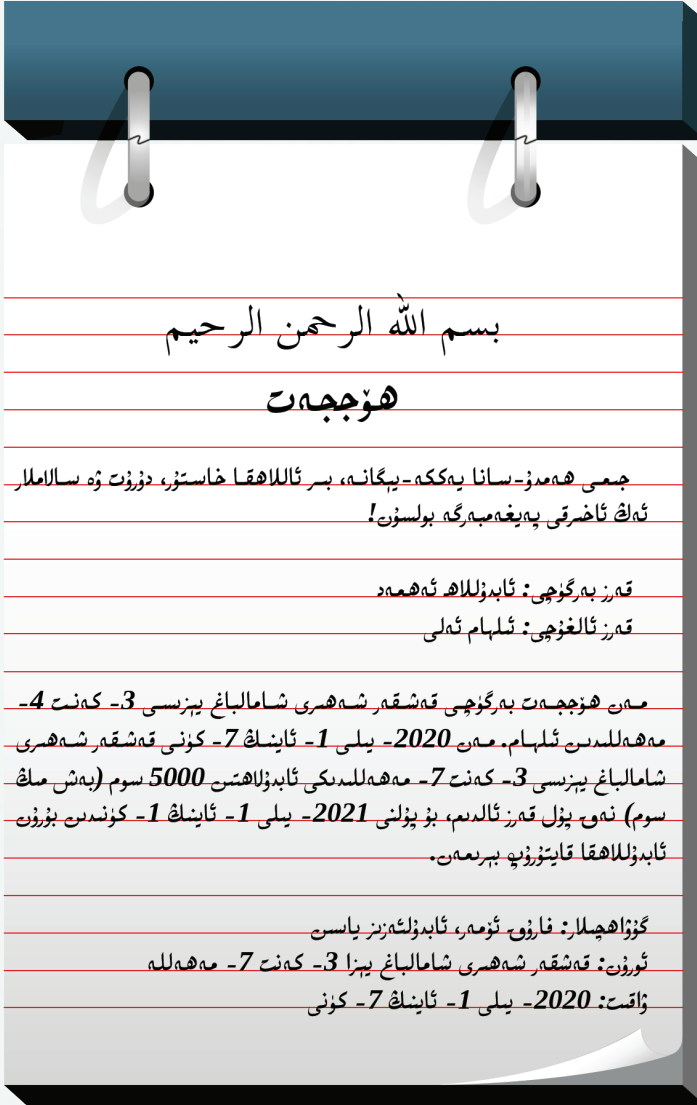 بسم الله الرحمن الرحيم
ھۆججەت
جىمى ھەمدۇ-سانا يەككە-يېگانە، بىر ئاللاھقا خاستۇر، دۇرۇت ۋە سالاملار
ئەڭ ئاخىرقى پەيغەمبەرگە بولسۇن!
قەرز بەرگۈچى: ئابدۇللاھ ئەھمەد
قەرز ئالغۇچى: ئىلھام ئەلى
مەن ھۆججەت بەرگۈچى قەشقەر شەھىرى شامالباغ يېزىسى 3- كەنت 4-
مەھەللىدىن ئىلھام. مەن 2020- يىلى 1- ئاينىڭ 7- كۈنى قەشقەر شەھىرى
شامالباغ يېزىسى 3- كەنت 7- مەھەللىدىكى ئابدۇلاھتىن 5000 سوم (بەش مىڭ
سوم) نەق پۇل قەرز ئالدىم، بۇ پۇلنى 2021- يىلى 1- ئاينىڭ 1- كۈنىدىن بۇرۇن
ئابدۇللاھقا قايتۇرۇپ بېرىمەن.
گۇۋاھچىلار: فارۇق ئۆمەر، ئابدۇلئەزىز ياسىن
ئورۇن: قەشقەر شەھىرى شامالباغ يېزا 3- كەنت 7- مەھەللە
ۋاقىت: 2020- يىلى 1- ئاينىڭ 7- كۈنى